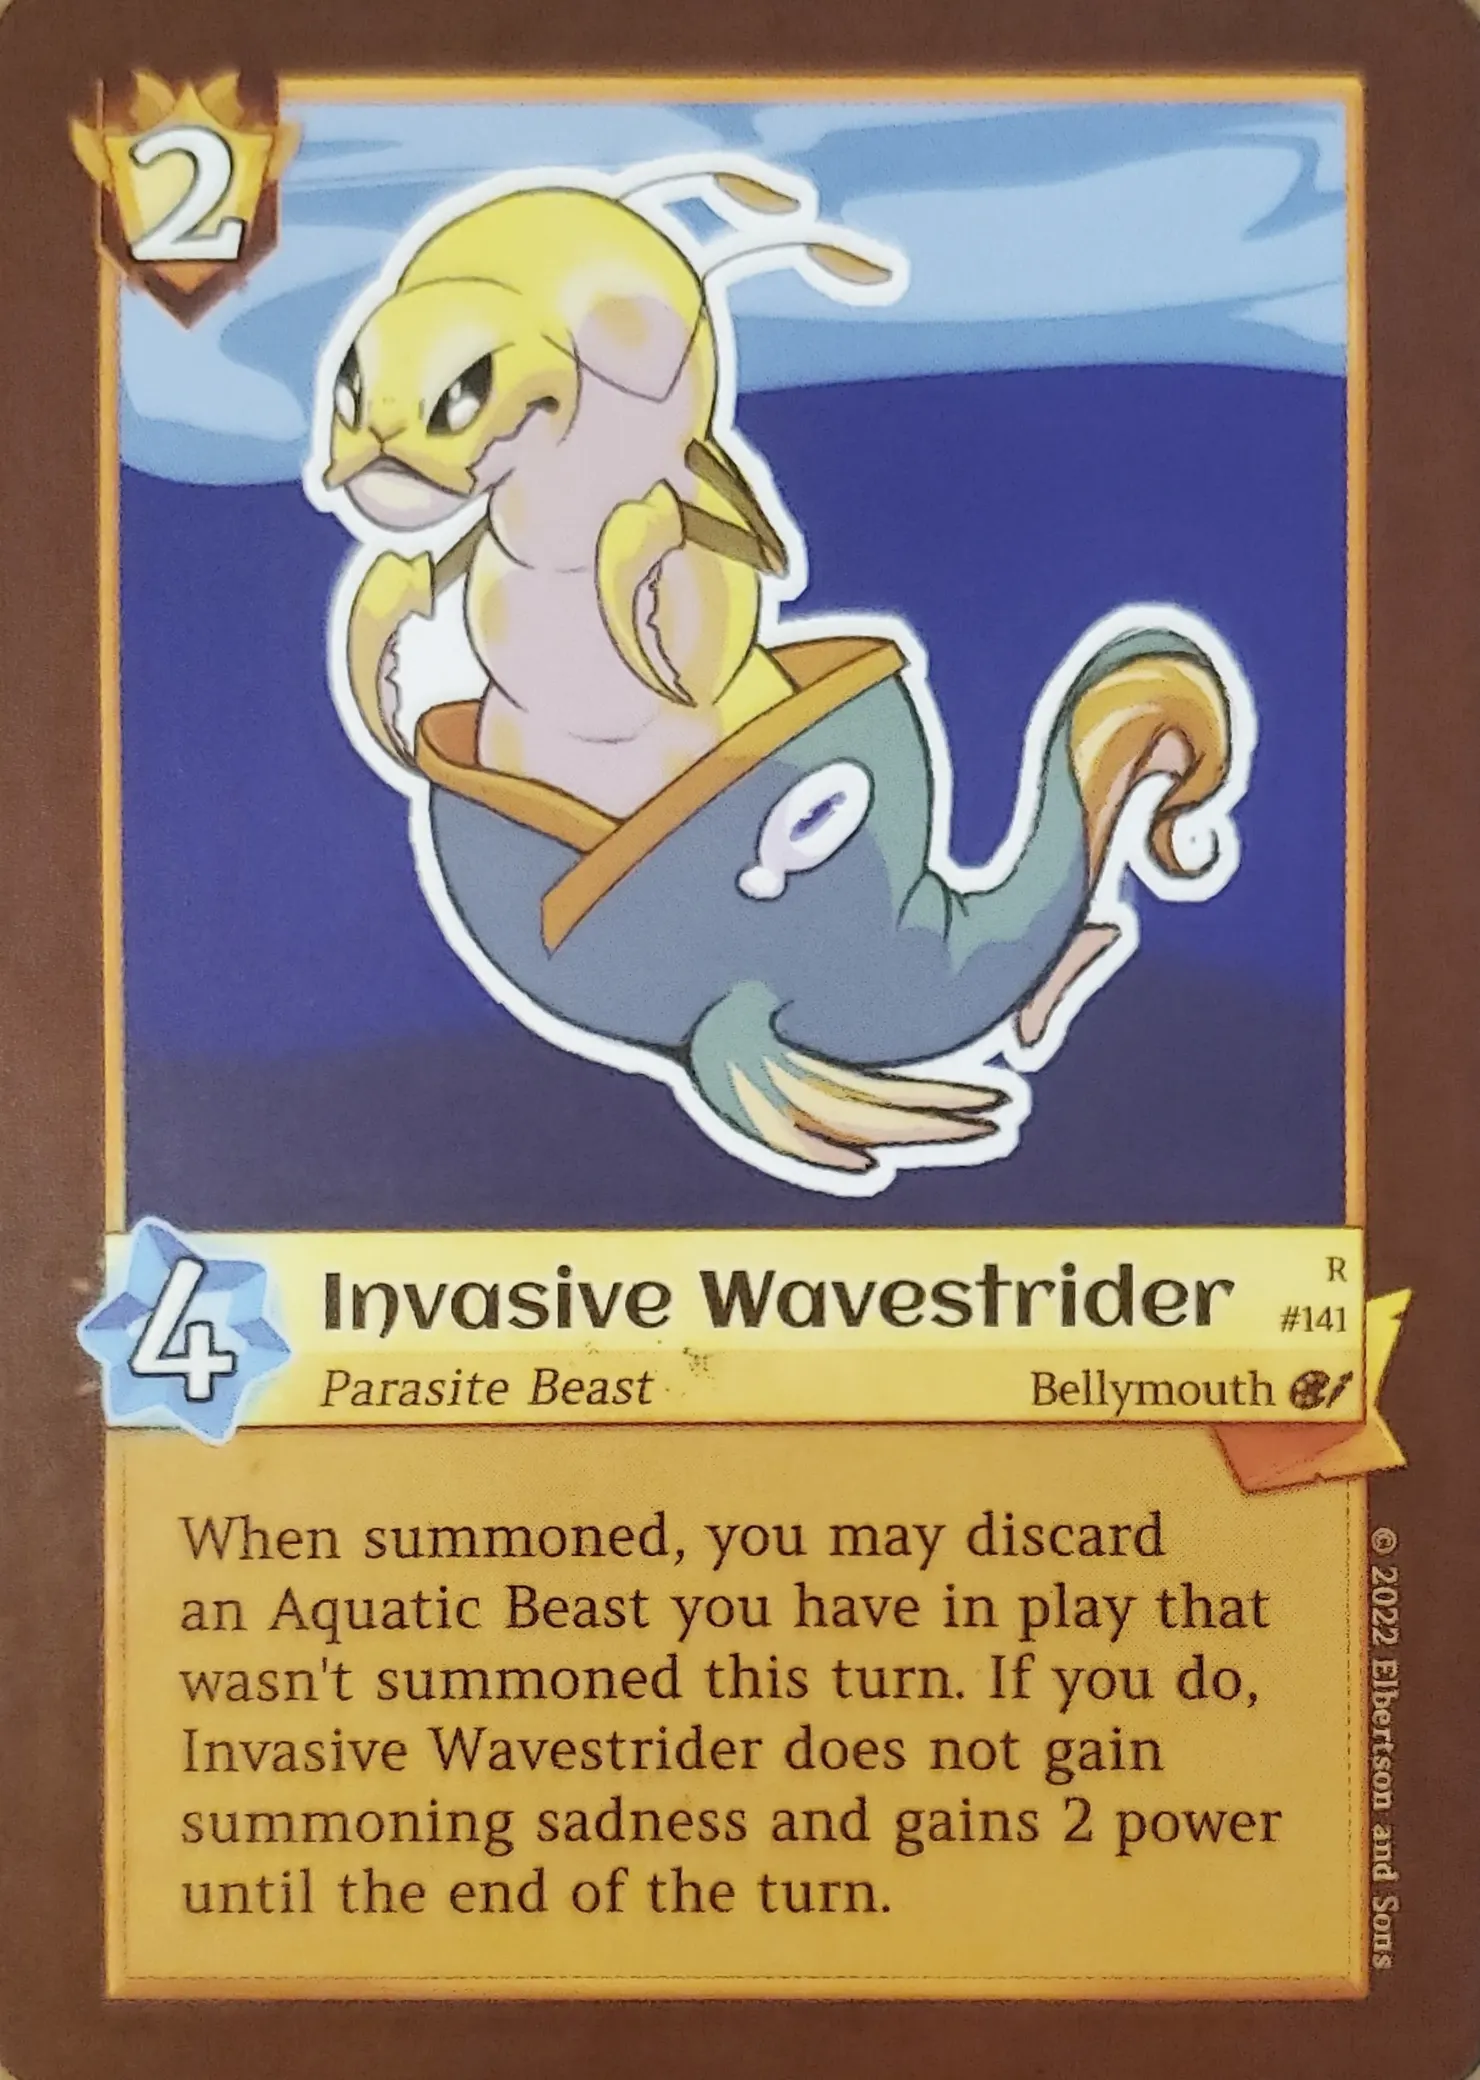 2
4
Invasive Wavestrider
R
#141
Parasite Beast
Bellymouth
When summoned, you may discard
an Aquatic Beast you have in play that
wasn't summoned this turn. If you do,
Invasive Wavestrider does not gain
summoning sadness and gains 2 power
until the end of the turn.
© 2022 Elbertson and Sons